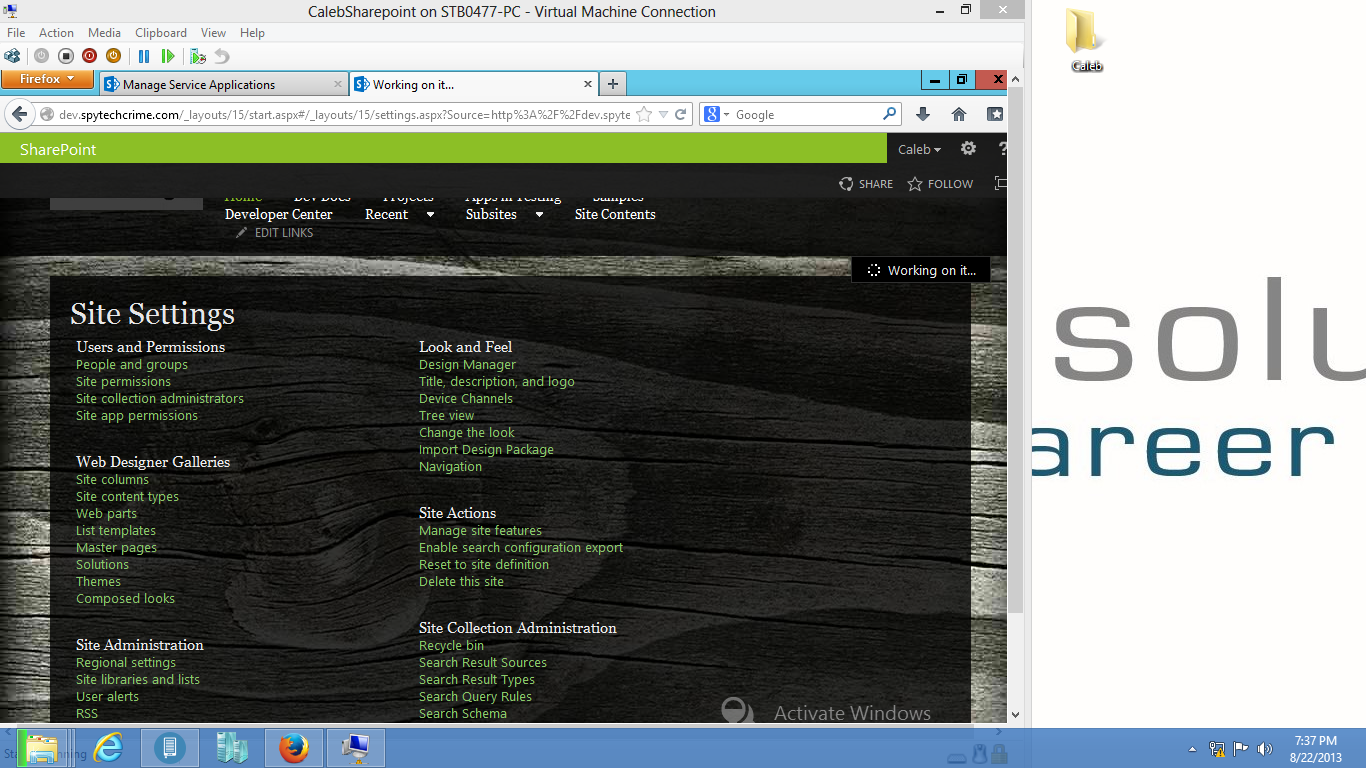 CalebSharepoint on STB0477-PC - Virtual Machine Connection
File Action Media Clipboard View Help
Firefox
Manage Service Applications
Working on it...
dev.spytechcrime.com/_layouts/15/start.aspx#/_layouts/15/settings.aspx?Source=http%3A%2F%2Fdev.spyte
Google
Caleb
SharePoint
Caleb
SHARE
FOLLOW
Home Dev Docs Projects Apps in Testing Samples
Developer Center Recent Subsites Site Contents
EDIT LINKS
Working on it...
Site Settings
Users and Permissions
People and groups
Site permissions
Site collection administrators
Site app permissions
Web Designer Galleries
Site columns
Site content types
Web parts
List templates
Master pages
Solutions
Themes
Composed looks
Site Administration
Regional settings
Site libraries and lists
User alerts
RSS
Look and Feel
Design Manager
Title, description, and logo
Device Channels
Tree view
Change the look
Import Design Package
Navigation
Site Actions
Manage site features
Enable search configuration export
Reset to site definition
Delete this site
Site Collection Administration
Recycle bin
Search Result Sources
Search Result Types
Search Query Rules
Search Schema
Activate Windows
solu
areer
7:37 PM
8/22/2013